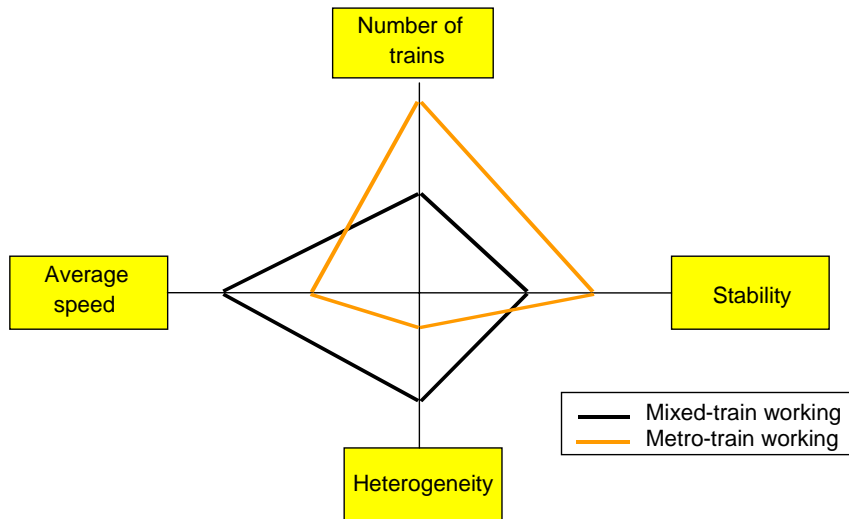 Number of
trains
Average
speed
Stability
Mixed-train working
Metro-train working
Heterogeneity